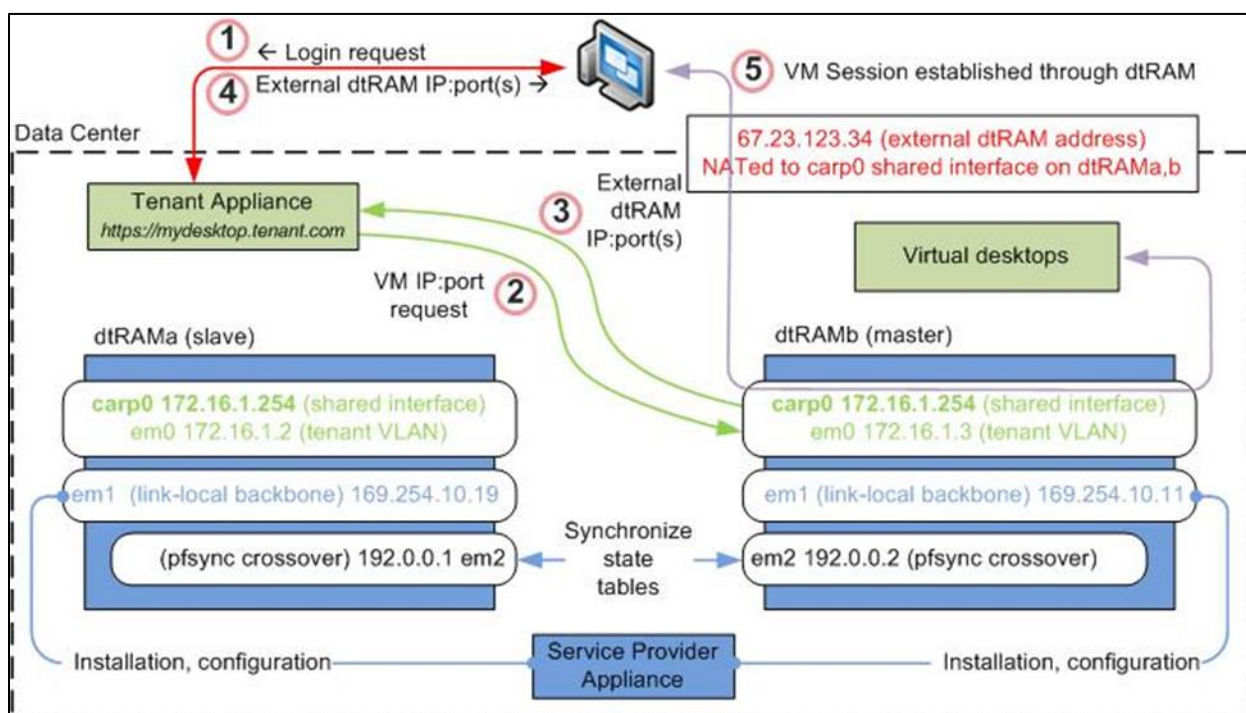 1
← Login request
4
External dtRAM IP:port(s) →
5
VM Session established through dtRAM
Data Center
67.23.123.34 (external dtRAM address)
NATed to carp0 shared interface on dtRAMa,b
Tenant Appliance
https://mydesktop.tenant.com
3
External
dtRAM
IP:port(s)
Virtual desktops
VM IP:port
request
2
dtRAMa (slave)
carp0 172.16.1.254 (shared interface)
em0 172.16.1.2 (tenant VLAN)
em1 (link-local backbone) 169.254.10.19
(pfsync crossover) 192.0.0.1 em2
dtRAMb (master)
carp0 172.16.1.254 (shared interface)
em0 172.16.1.3 (tenant VLAN)
em1 (link-local backbone) 169.254.10.11
em2 192.0.0.2 (pfsync crossover)
Synchronize
state
tables
Installation, configuration
Service Provider
Appliance
Installation, configuration